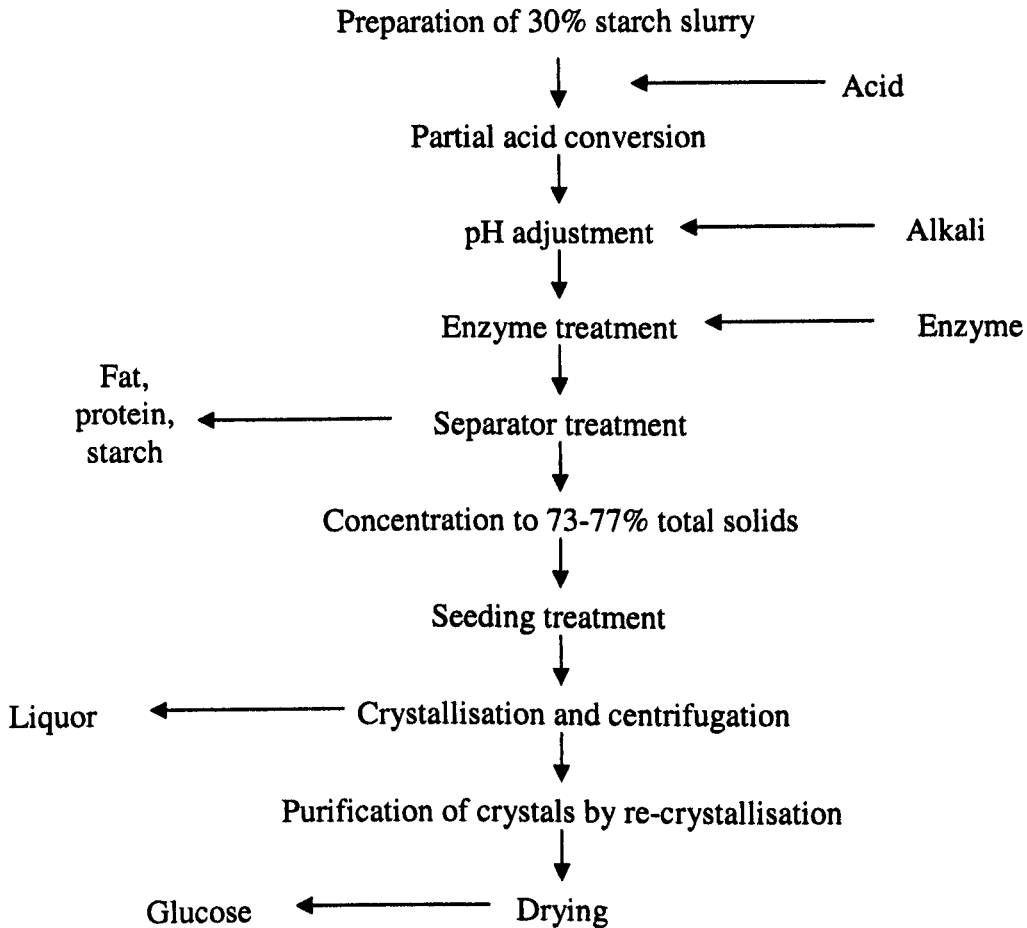 Preparation of 30% starch slurry
Acid
Partial acid conversion
pH adjustment
Alkali
Enzyme treatment
Enzyme
Fat,
protein,
starch
Separator treatment
Concentration to 73-77% total solids
Seeding treatment
Liquor
Crystallisation and centrifugation
Purification of crystals by re-crystallisation
Glucose
Drying